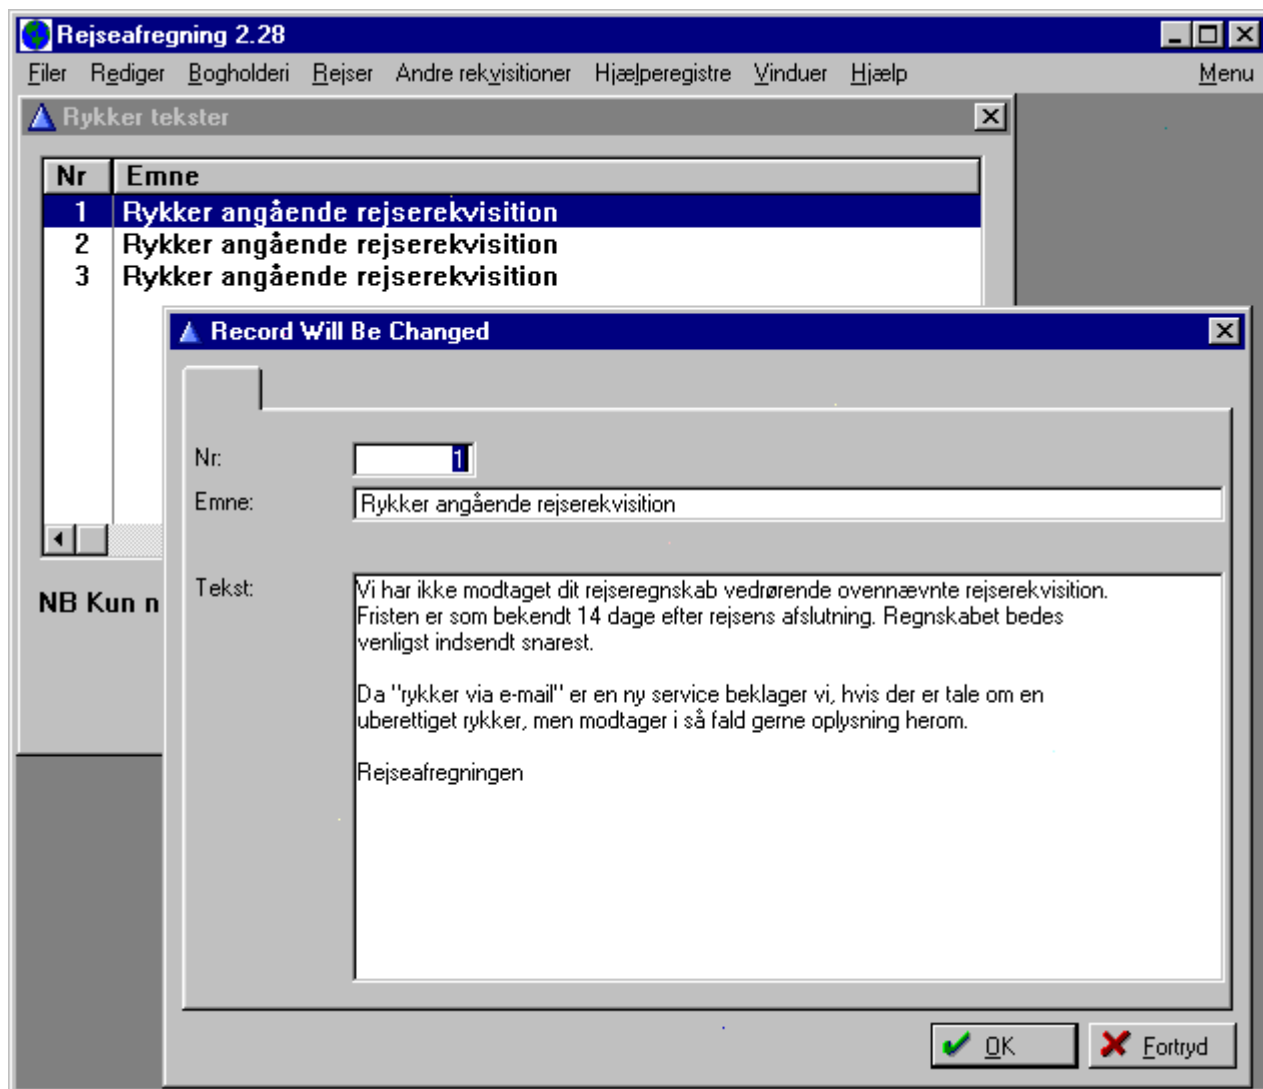 Rejseafregning 2.28
Filer Rediger Bogholderi Rejser Andre rekvisitioner Hjælperegistre Vinduer Hjælp Menu
Rykker tekster
Nr Emne
1 Rykker angående rejserekvisition
2 Rykker angående rejserekvisition
3 Rykker angående rejserekvisition
Record Will Be Changed
Nr: 1
Emne: Rykker angående rejserekvisition
NB Kun n
Tekst: Vi har ikke modtaget dit rejseregnskab vedrørende ovennævnte rejserekvisition.
Fristen er som bekendt 14 dage efter rejsens afslutning. Regnskabet bedes
venligst indsendt snarest.
Da "rykker via e-mail" er en ny service beklager vi, hvis der er tale om en
uberettiget rykker, men modtager i så fald gerne oplysning herom.
Rejseafregningen
OK Fortryd